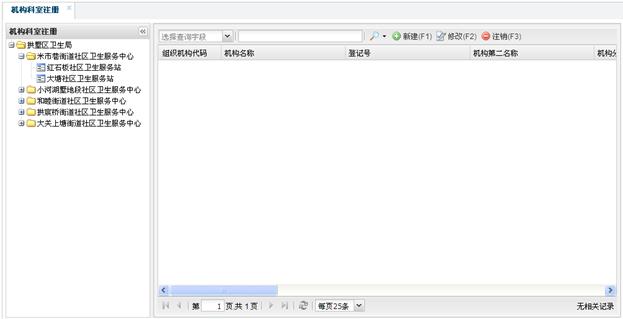 机构科室注册
机构科室注册
拱墅区卫生局
米市巷街道社区卫生服务中心
红石板社区卫生服务站
大塘社区卫生服务站
小河湖墅地段社区卫生服务中心
和睦街道社区卫生服务中心
拱宸桥街道社区卫生服务中心
大关上塘街道社区卫生服务中心
选择查询字段 新建(F1) 修改(F2) 注销(F3)
组织机构代码 机构名称 登记号 机构第二名称 机构分
第 1 页,共 1 页 每页25条 无相关记录